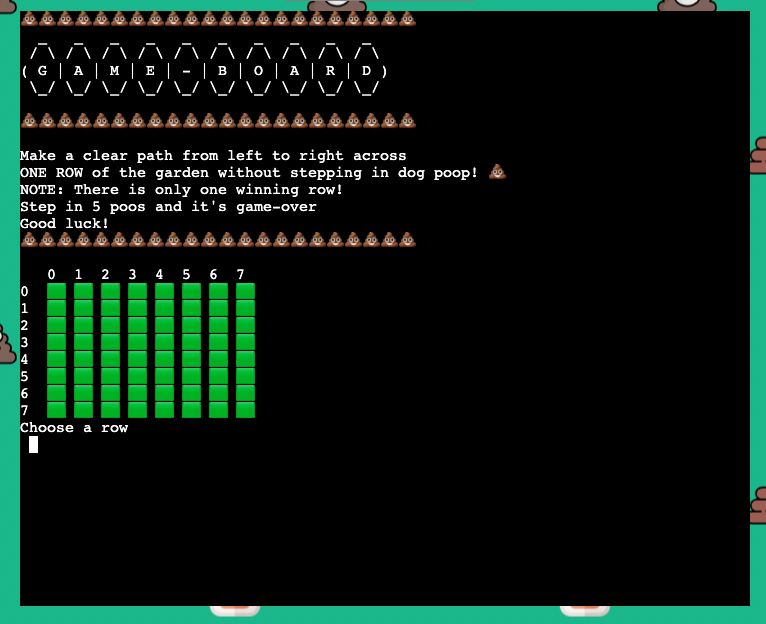 ( G | A | M | E | - | B | O | A | R | D )
Make a clear path from left to right across
ONE ROW of the garden without stepping in dog poop! 💩
NOTE: There is only one winning row!
Step in 5 poos and it's game-over
Good luck!
0 1 2 3 4 5 6 7
0
1
2
3
4
5
6
7
Choose a row